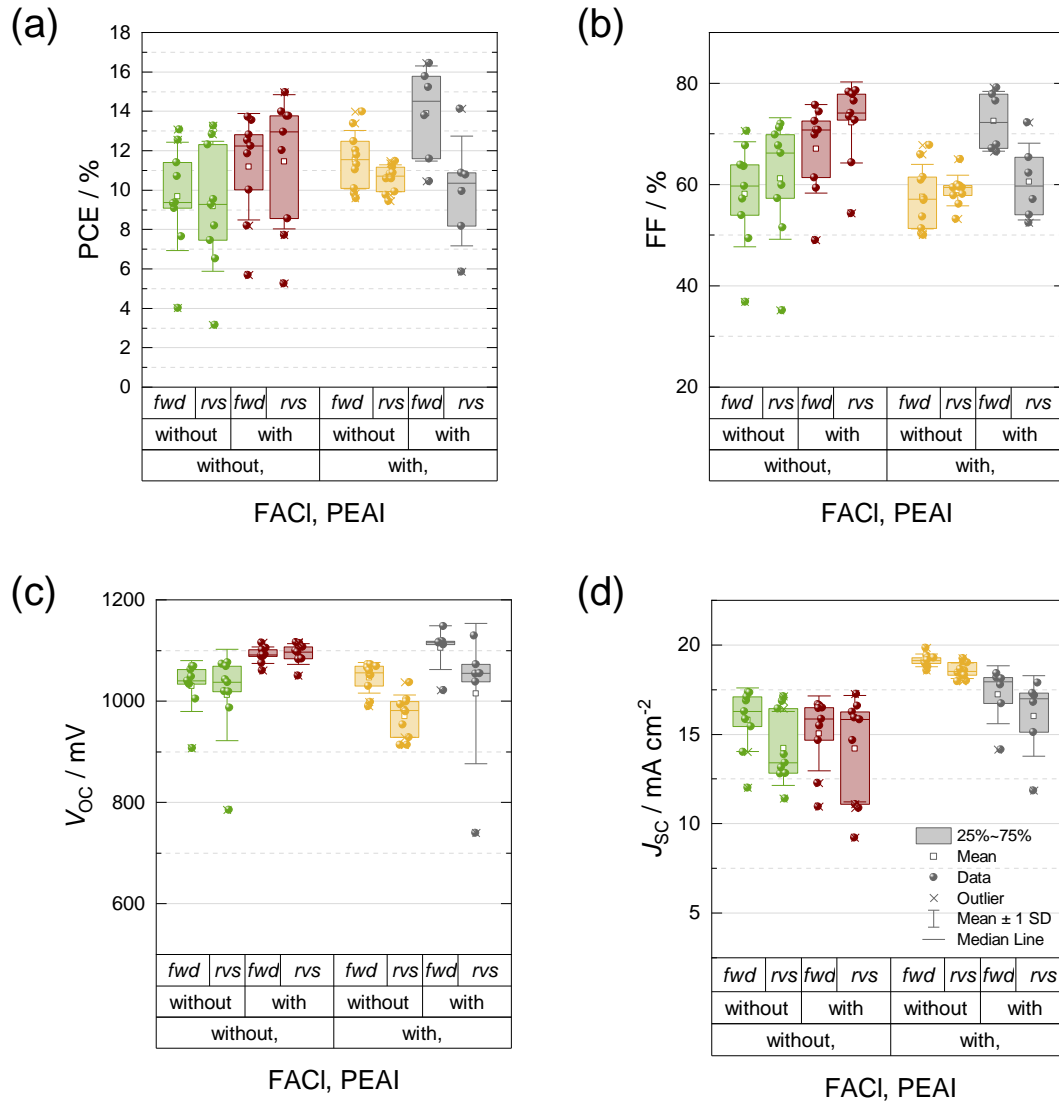 (a)
PCE / %
18
16
14
12
10
8
6
4
2
0
fwd rvs fwd rvs fwd rvs fwd rvs
without with without with
without, with,
FACl, PEAI
(b)
FF / %
80
60
40
20
fwd rvs fwd rvs fwd rvs fwd rvs
without with without with
without, with,
FACl, PEAI
(c)
VOC / mV
1200
1000
800
600
fwd rvs fwd rvs fwd rvs fwd rvs
without with without with
without, with,
FACl, PEAI
(d)
JSC / mA cm-2
20
15
10
5
25%~75%
Mean
Data
Outlier
Mean ± 1 SD
Median Line
fwd rvs fwd rvs fwd rvs fwd rvs
without with without with
without, with,
FACl, PEAI